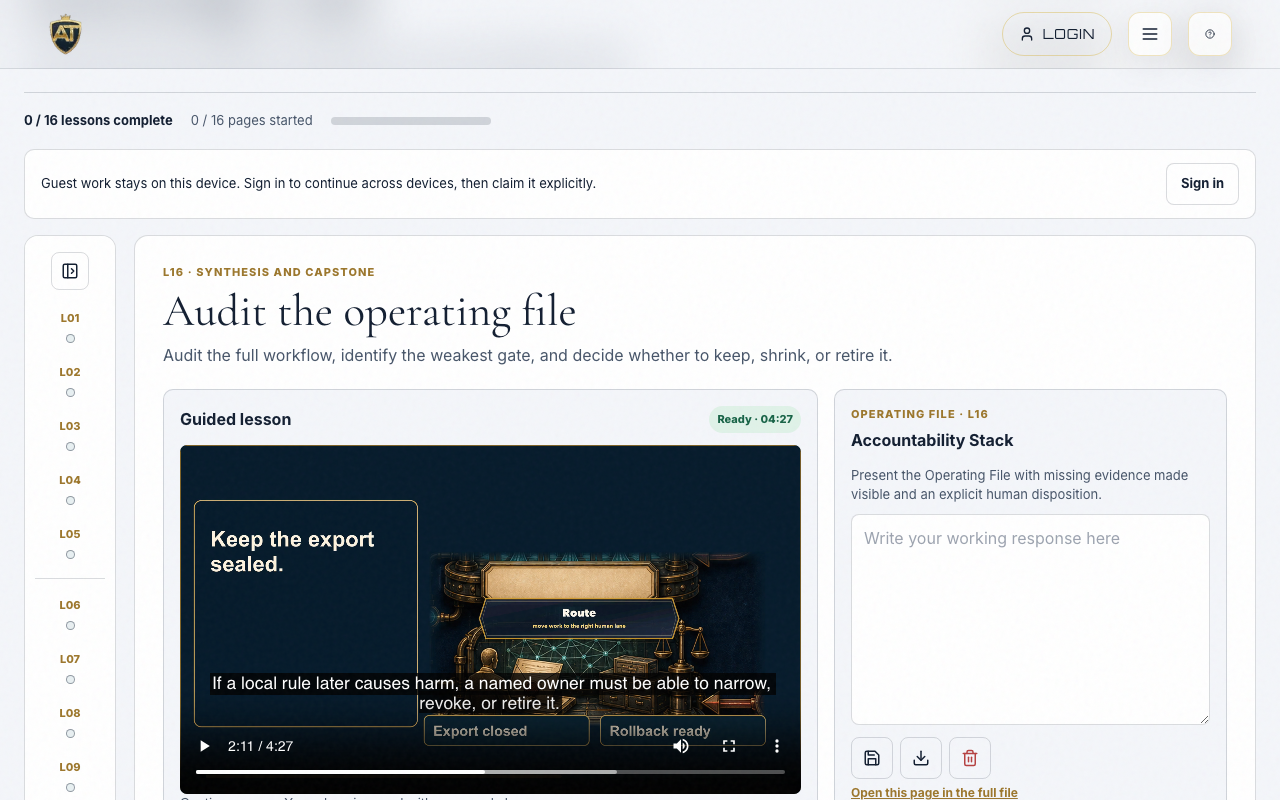 AT
LOGIN
0 / 16 lessons complete
0 / 16 pages started
Guest work stays on this device. Sign in to continue across devices, then claim it explicitly.
Sign in
L01
L02
L03
L04
L05
L06
L07
L08
L09
L16 · SYNTHESIS AND CAPSTONE
Audit the operating file
Audit the full workflow, identify the weakest gate, and decide whether to keep, shrink, or retire it.
Guided lesson
Ready · 04:27
Keep the export
sealed.
Route
move work to the right human lane
If a local rule later causes harm, a named owner must be able to narrow,
revoke, or retire it.
Export closed
Rollback ready
2:11 / 4:27
OPERATING FILE · L16
Accountability Stack
Present the Operating File with missing evidence made
visible and an explicit human disposition.
Write your working response here
Open this page in the full file